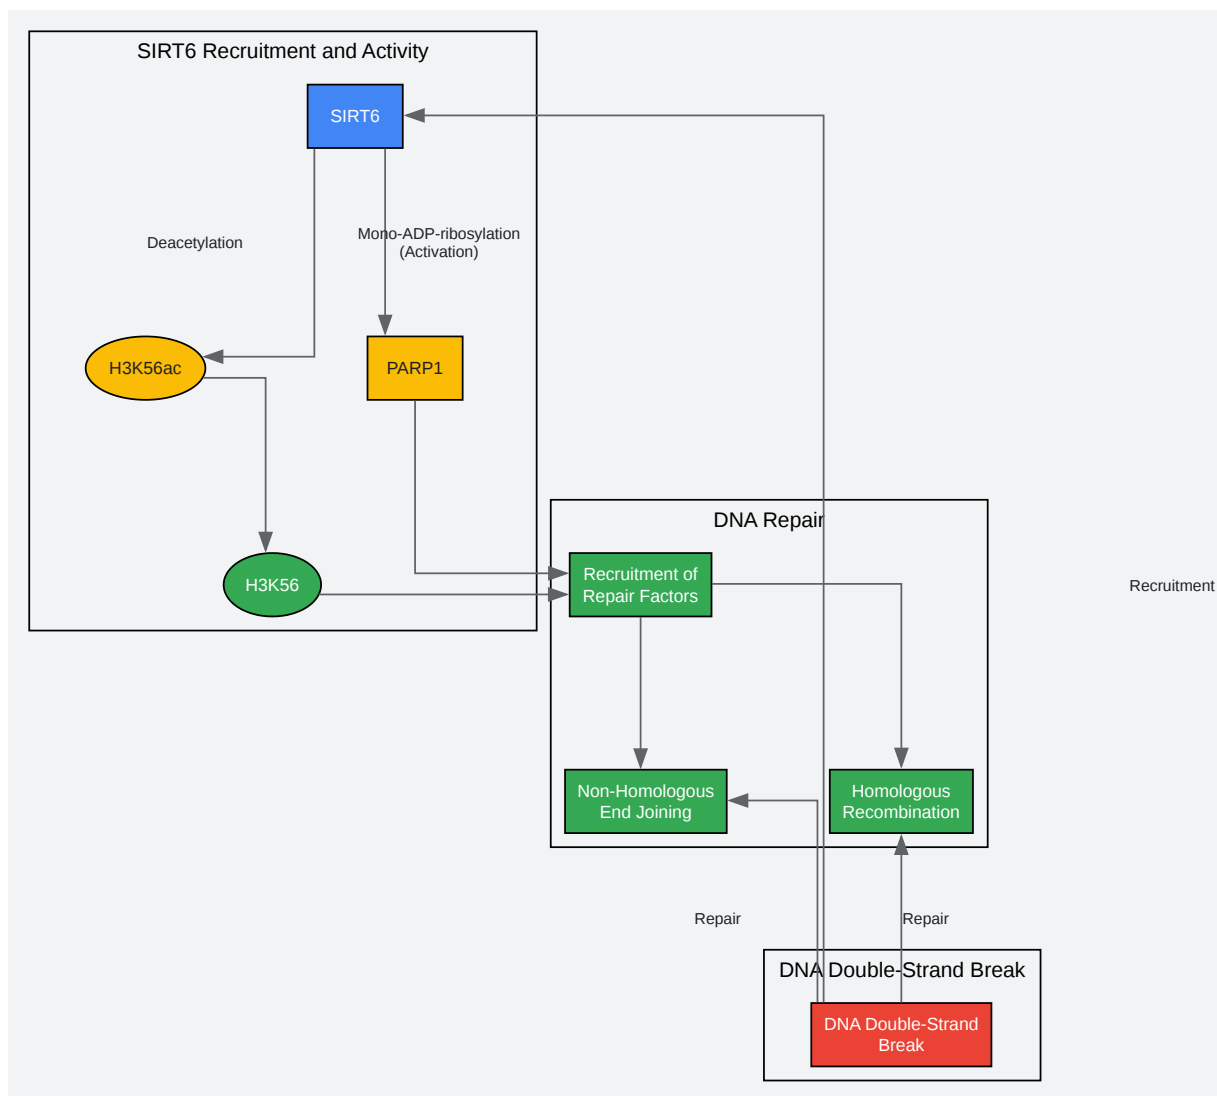 SIRT6 Recruitment and Activity
SIRT6
Deacetylation
Mono-ADP-ribosylation
(Activation)
H3K56ac
PARP1
H3K56
DNA Repair
Recruitment of
Repair Factors
Recruitment
Non-Homologous
End Joining
Homologous
Recombination
Repair
Repair
DNA Double-Strand Break
DNA Double-Strand
Break